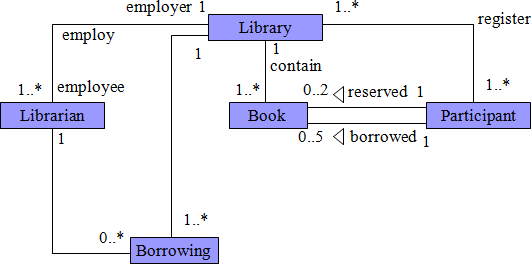 employer 1
Library
1..*
register
employ
1
1
contain
1..*
employee
1..*
0..2
reserved
1
1..*
Librarian
Book
Participant
1
0..5
borrowed
1
1..*
0..*
Borrowing